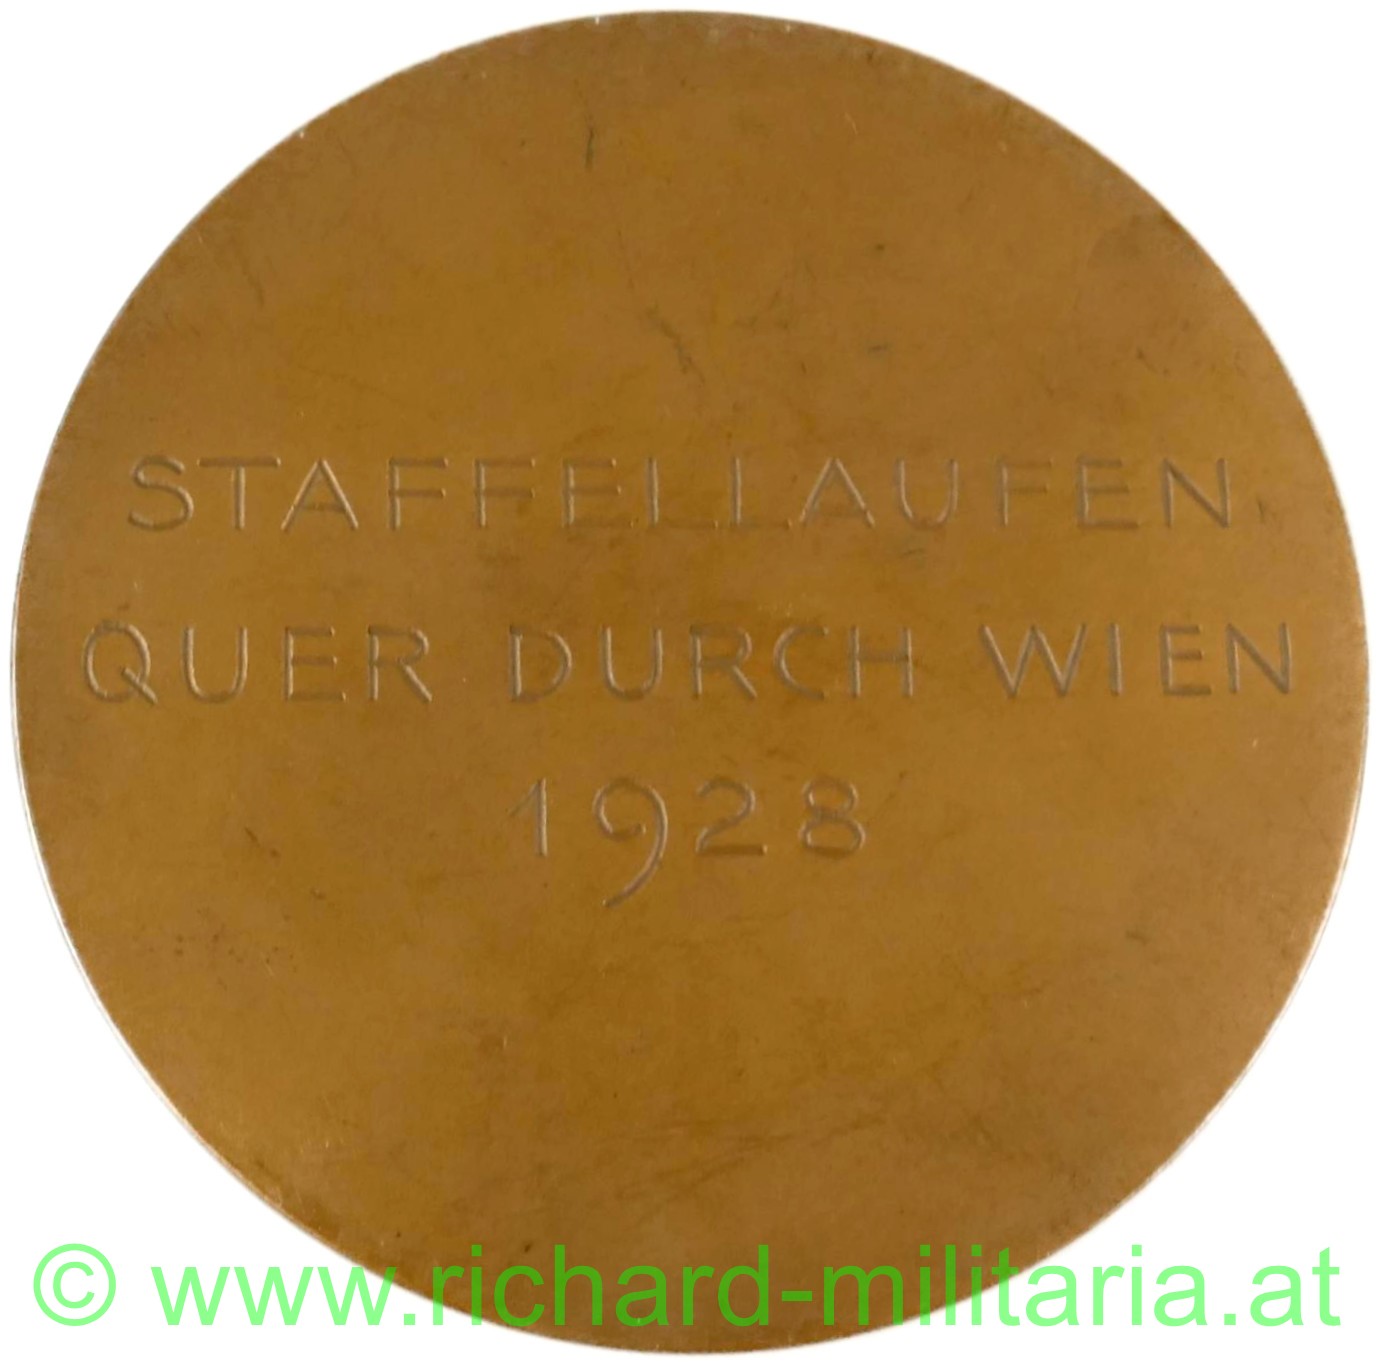 STAFFELLAUFEN
QUER DURCH WIEN
1928
© www.richard-militaria.at